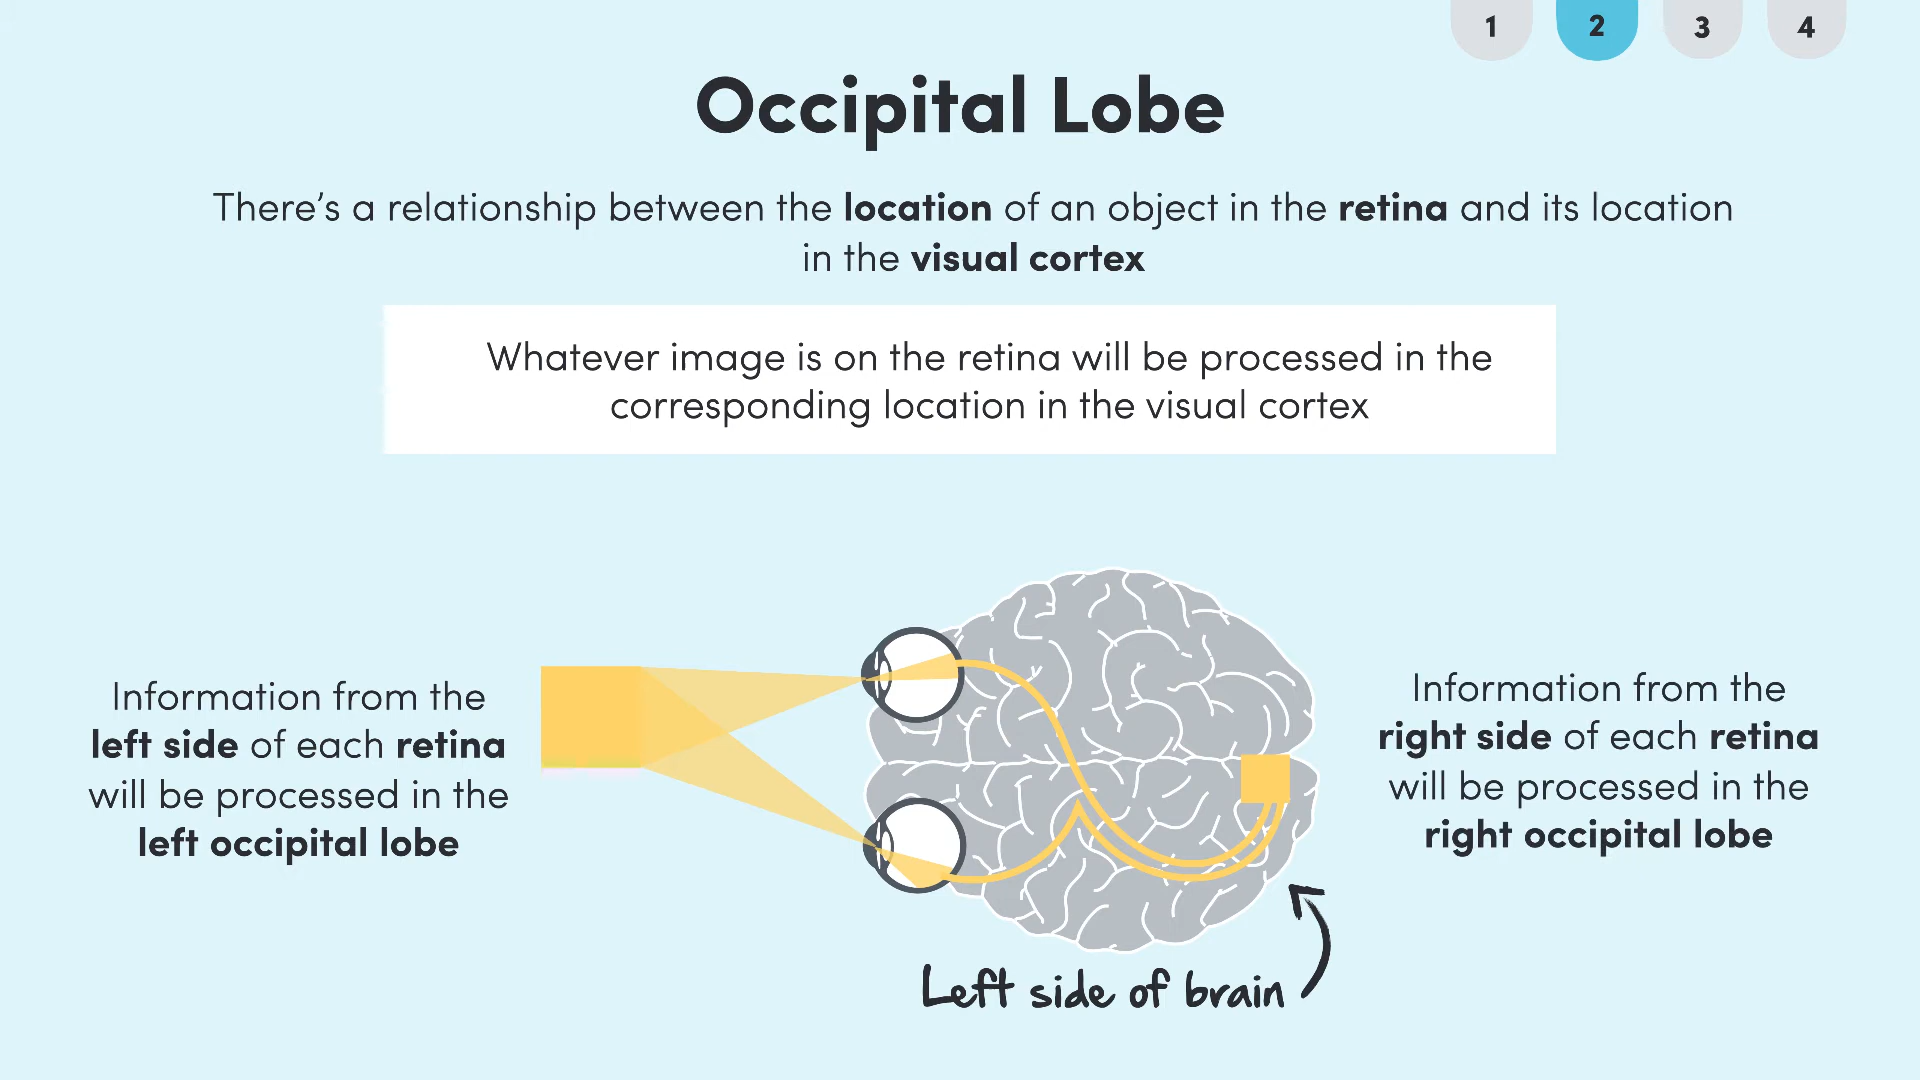 1 2 3 4
Occipital Lobe
There's a relationship between the location of an object in the retina and its location
in the visual cortex
Whatever image is on the retina will be processed in the
corresponding location in the visual cortex
Information from the
left side of each retina
will be processed in the
left occipital lobe
Information from the
right side of each retina
will be processed in the
right occipital lobe
Left side of brain